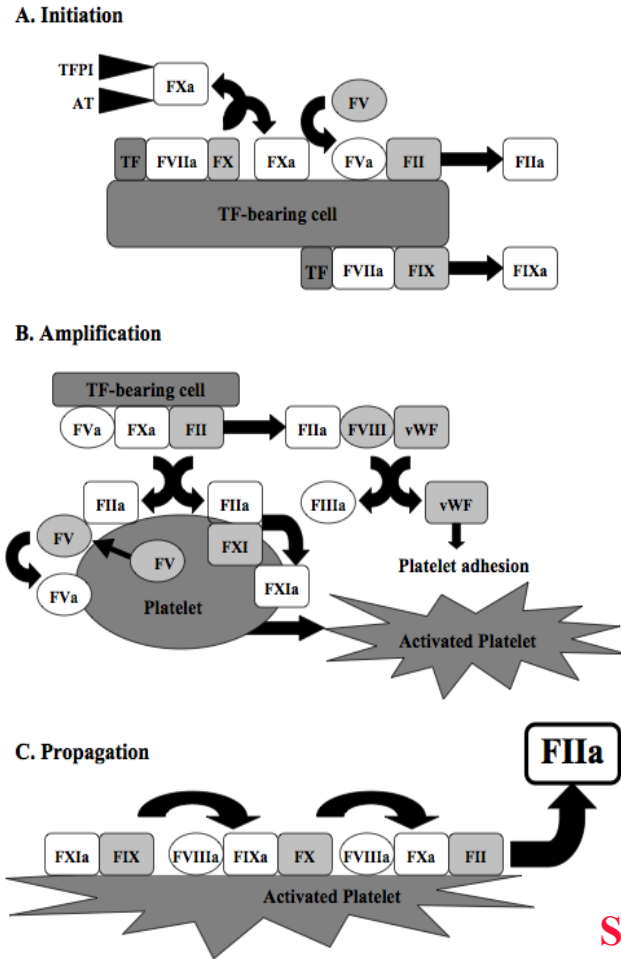 A. Initiation
TFPI
FXa
AT
FV
TF FVIIa FX FXa FVa FII FIIa
TF-bearing cell
TF FVIIa FIX FIXa
B. Amplification
TF-bearing cell
FVa FXa FII FIIa FVIII vWF
FIIa FIIa FIIIa vWF
FV FXI
FV
Platelet adhesion
FVa FXIa
Platelet
Activated Platelet
C. Propagation
FIIa
FXIa FIX FVIIIa FIXa FX FVIIIa FXa FII
Activated Platelet
S